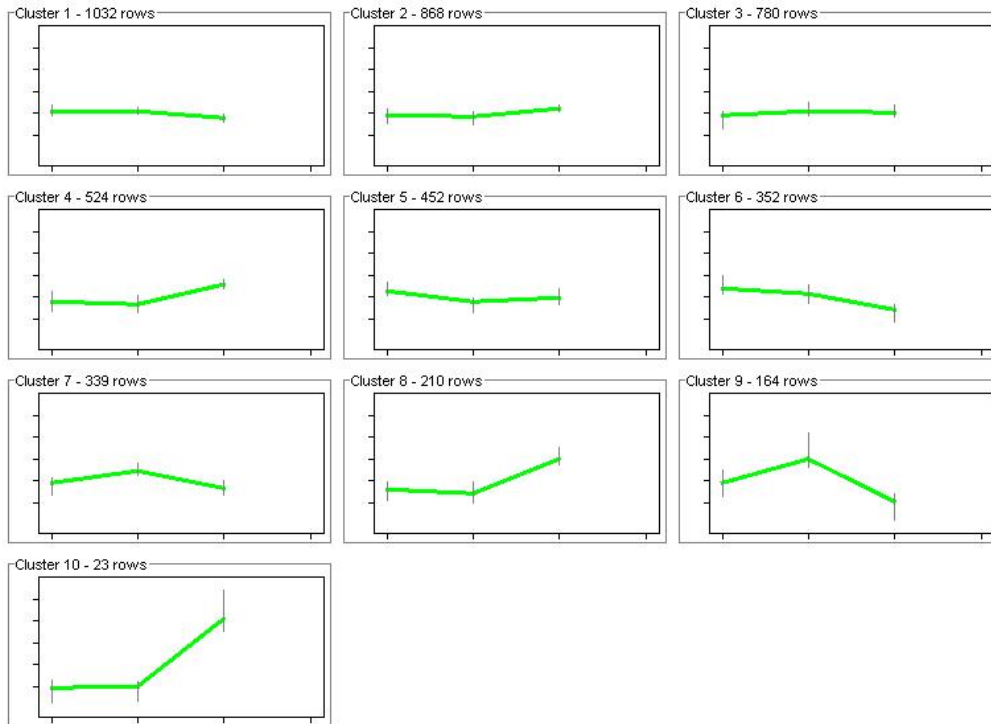 Cluster 1 - 1032 rows
Cluster 2 - 868 rows
Cluster 3 - 780 rows
Cluster 4 - 524 rows
Cluster 5 - 452 rows
Cluster 6 - 352 rows
Cluster 7 - 339 rows
Cluster 8 - 210 rows
Cluster 9 - 164 rows
Cluster 10 - 23 rows